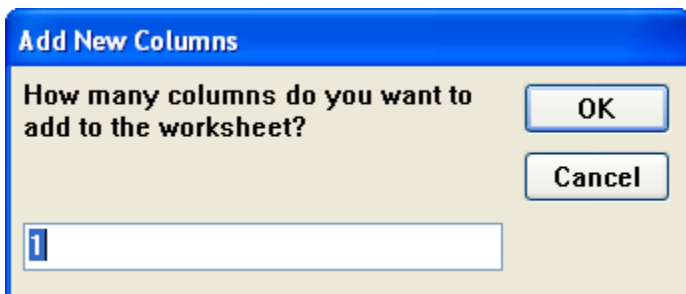 Add New Columns
How many columns do you want to
add to the worksheet?
OK
Cancel
1